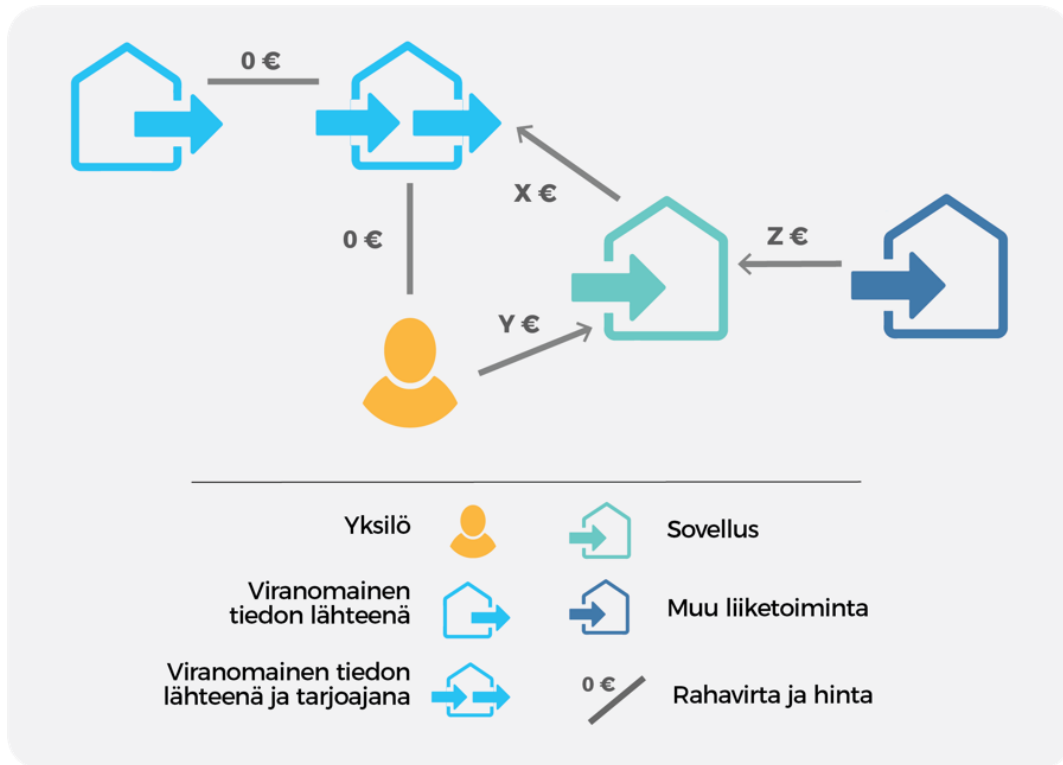 0 €
X €
0 €
Z €
Y €
Yksilö
Sovellus
Viranomainen
tiedon lähteenä
Muu liiketoiminta
Viranomainen tiedon
lähteenä ja tarjoajana
0 €
Rahavirta ja hinta